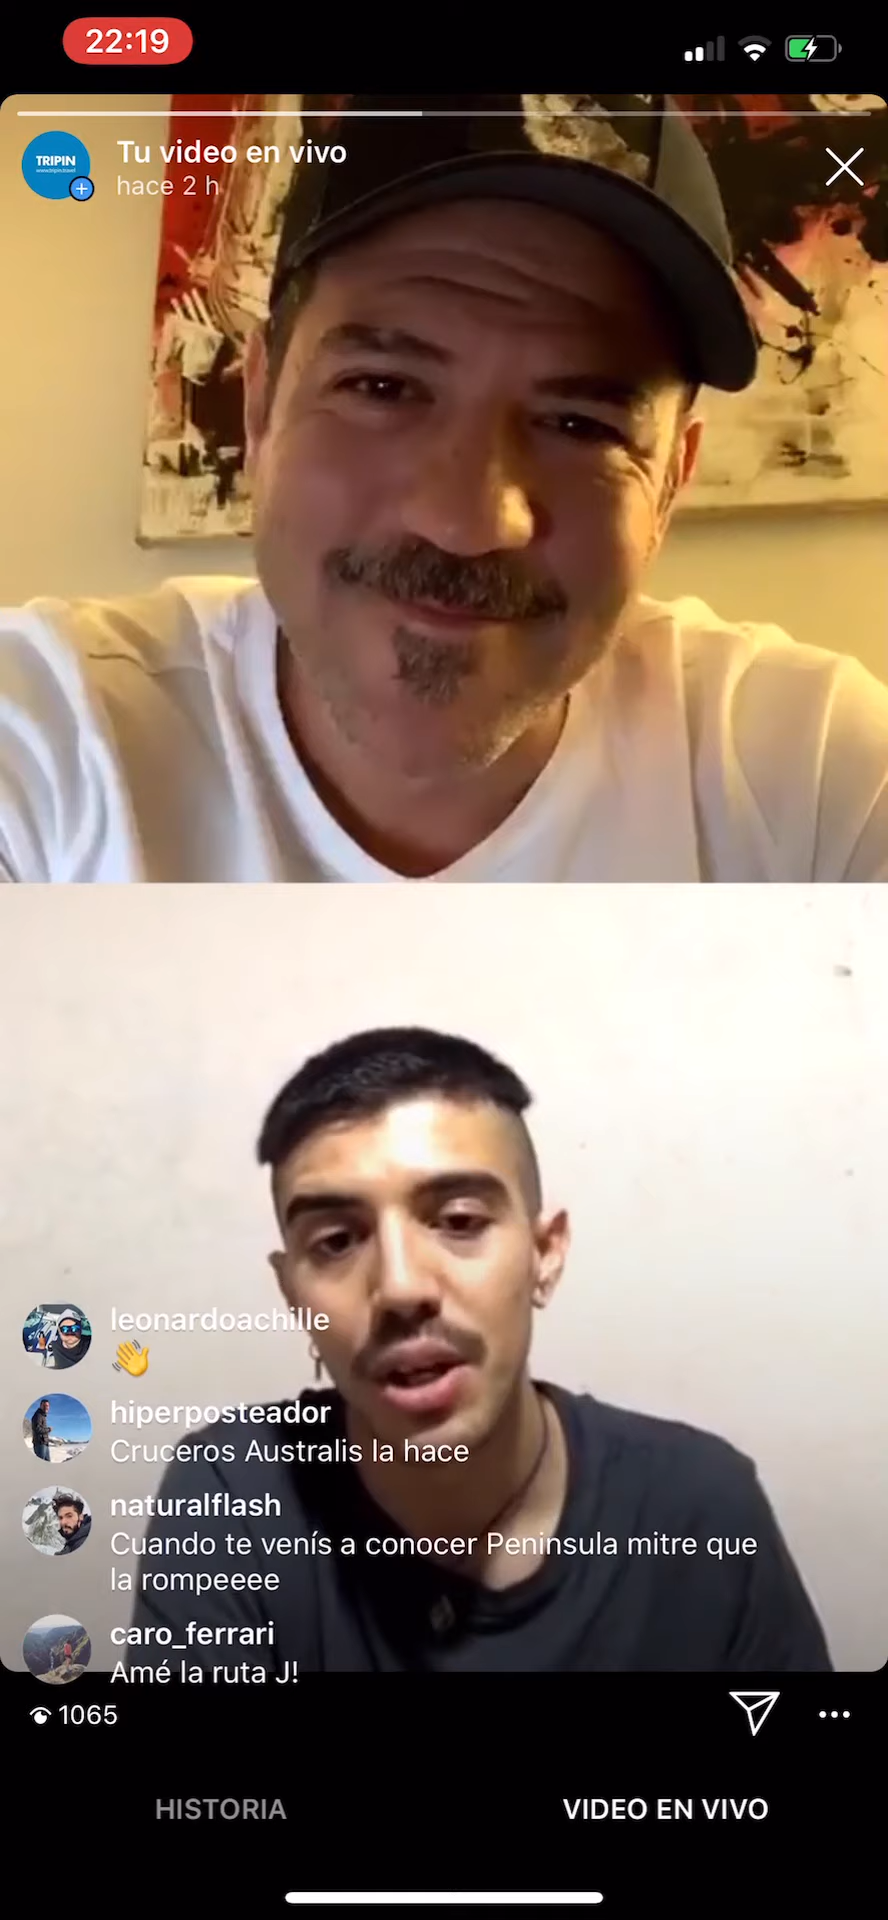 22:19
TRIPIN
Tu video en vivo
hace 2 h
leonardoachille
👋
hiperposteador
Cruceros Australis la hace
naturalflash
Cuando te venís a conocer Peninsula mitre que
la rompeeee
caro_ferrari
Amé la ruta J!
1065
HISTORIA
VIDEO EN VIVO